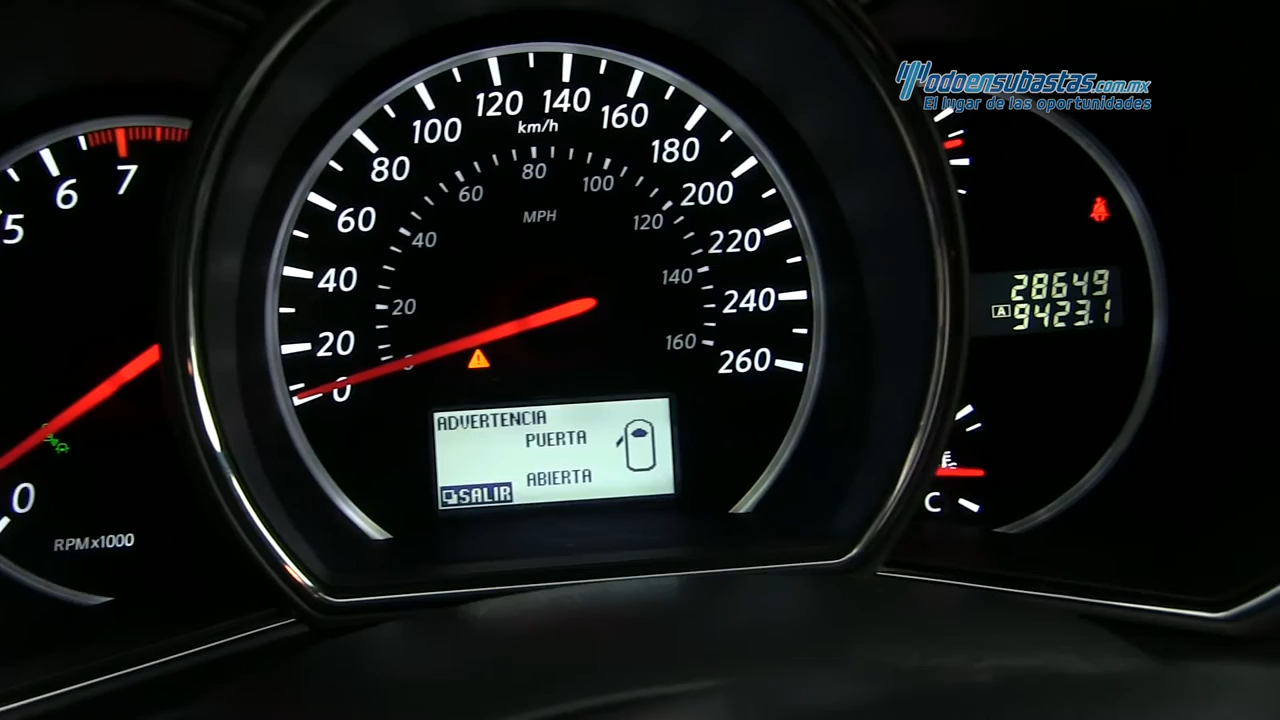 Modoensubastas.com.mx
El lugar de las oportunidades
5
6
7
0
RPMx1000
0
20
40
60
80
100
120
140
160
180
200
220
240
260
km/h
0
20
40
60
80
100
120
140
160
MPH
ADVERTENCIA
PUERTA
ABIERTA
SALIR
28649
A 9423.1
C